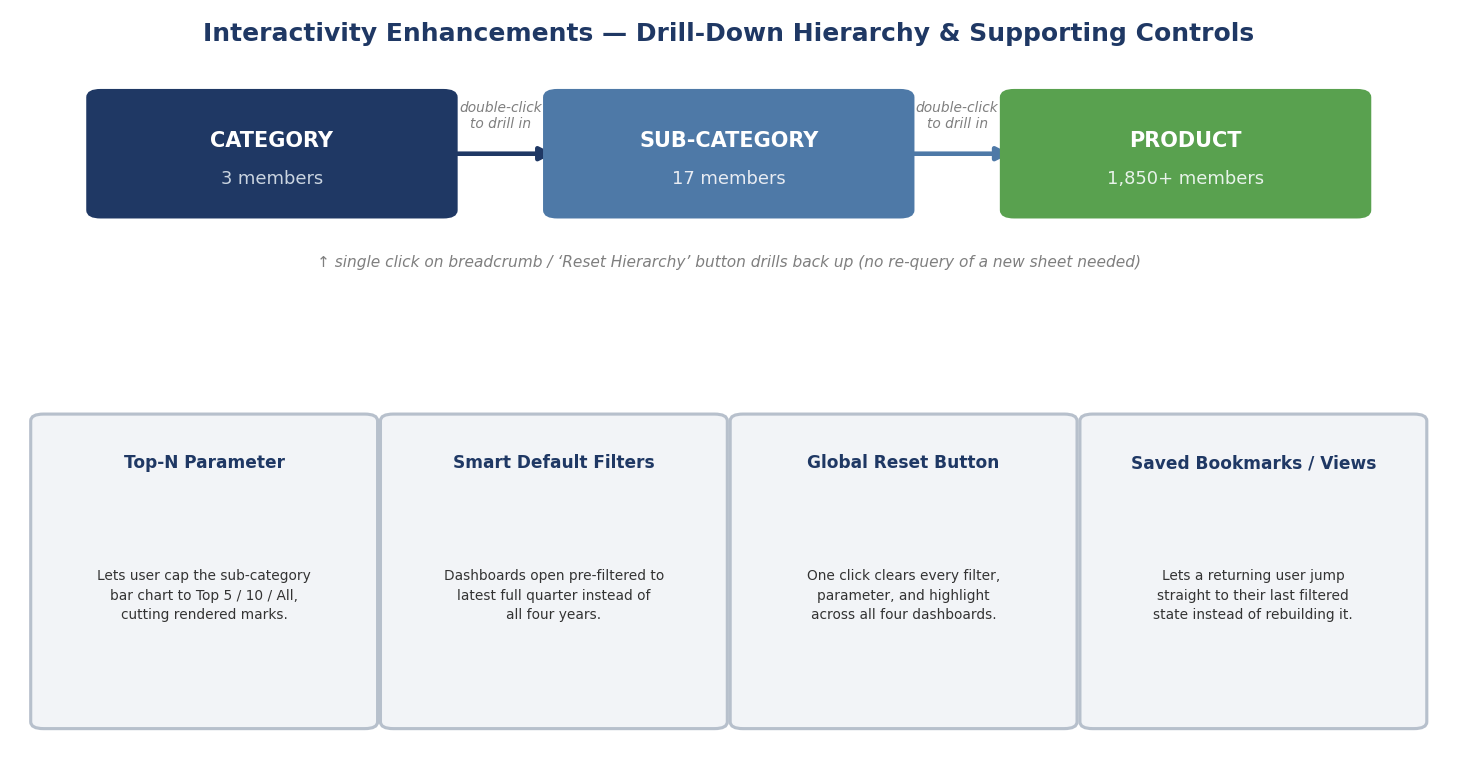 Interactivity Enhancements — Drill-Down Hierarchy & Supporting Controls
CATEGORY
3 members
double-click
to drill in
SUB-CATEGORY
17 members
double-click
to drill in
PRODUCT
1,850+ members
↑ single click on breadcrumb / ‘Reset Hierarchy’ button drills back up (no re-query of a new sheet needed)
Top-N Parameter
Lets user cap the sub-category
bar chart to Top 5 / 10 / All,
cutting rendered marks.
Smart Default Filters
Dashboards open pre-filtered to
latest full quarter instead of
all four years.
Global Reset Button
One click clears every filter,
parameter, and highlight
across all four dashboards.
Saved Bookmarks / Views
Lets a returning user jump
straight to their last filtered
state instead of rebuilding it.